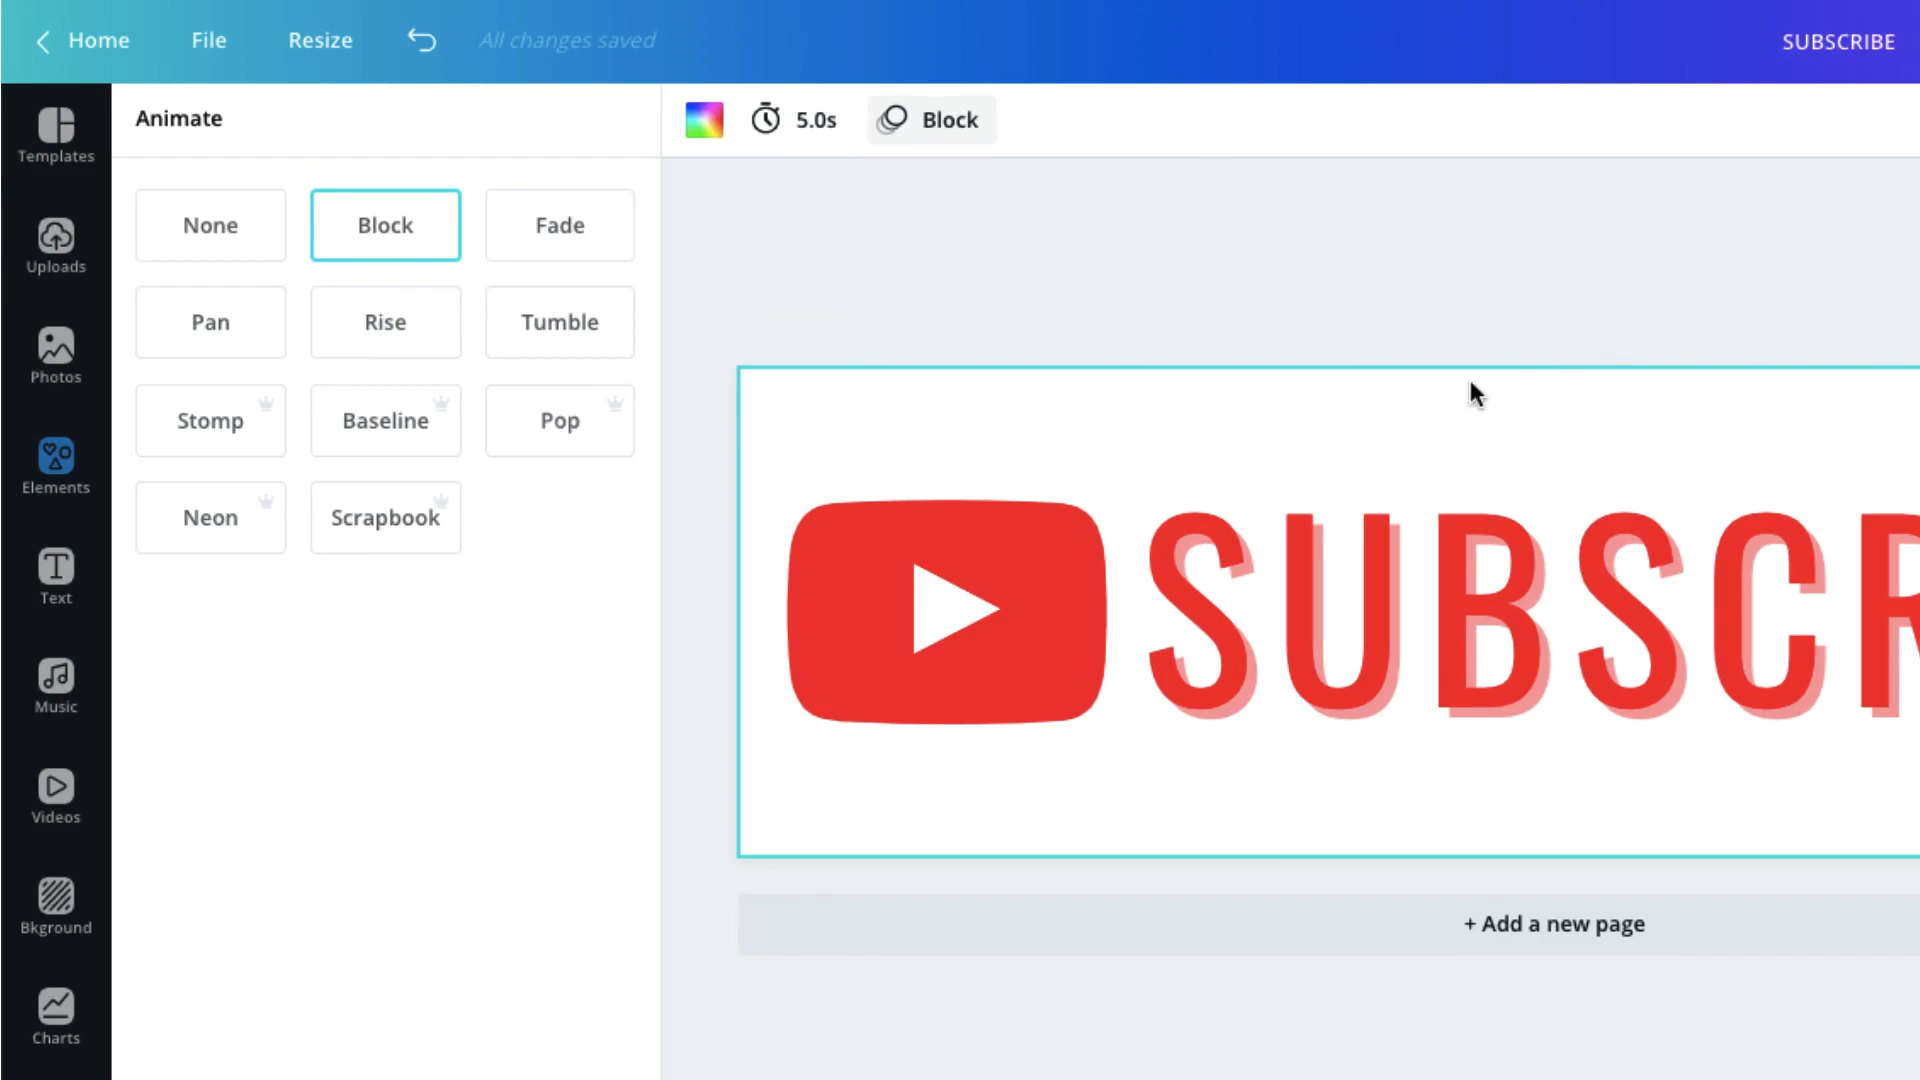 Home File Resize All changes saved SUBSCRIBE
Animate
5.0s Block
Templates
Uploads
Photos
Elements
Text
Music
Videos
Bkground
Charts
None Block Fade
Pan Rise Tumble
Stomp Baseline Pop
Neon Scrapbook
SUBSCR
+ Add a new page